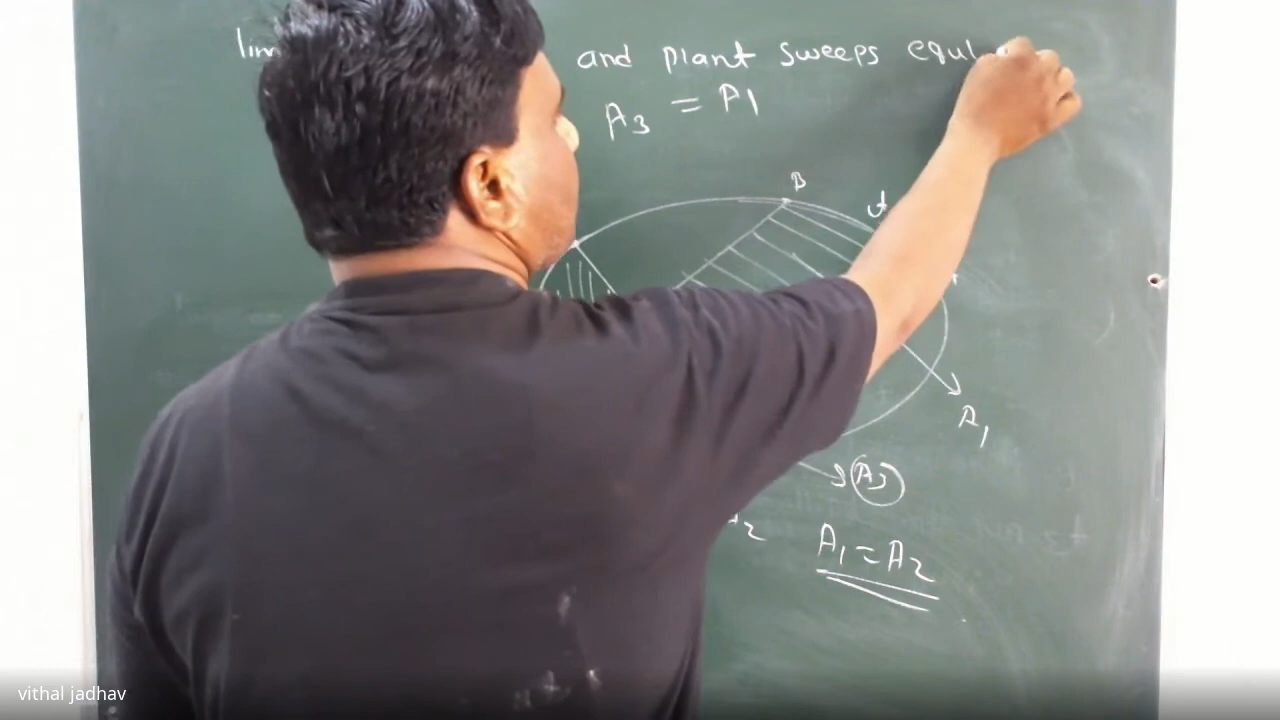 and plant sweeps equl
A3 = A1
B
A1
A3
A1 = A2
vithal jadhav